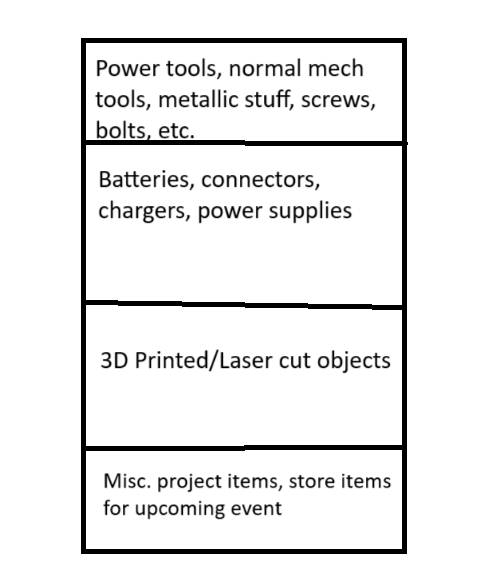 Power tools, normal mech
tools, metallic stuff, screws,
bolts, etc.
Batteries, connectors,
chargers, power supplies
3D Printed/Laser cut objects
Misc. project items, store items
for upcoming event